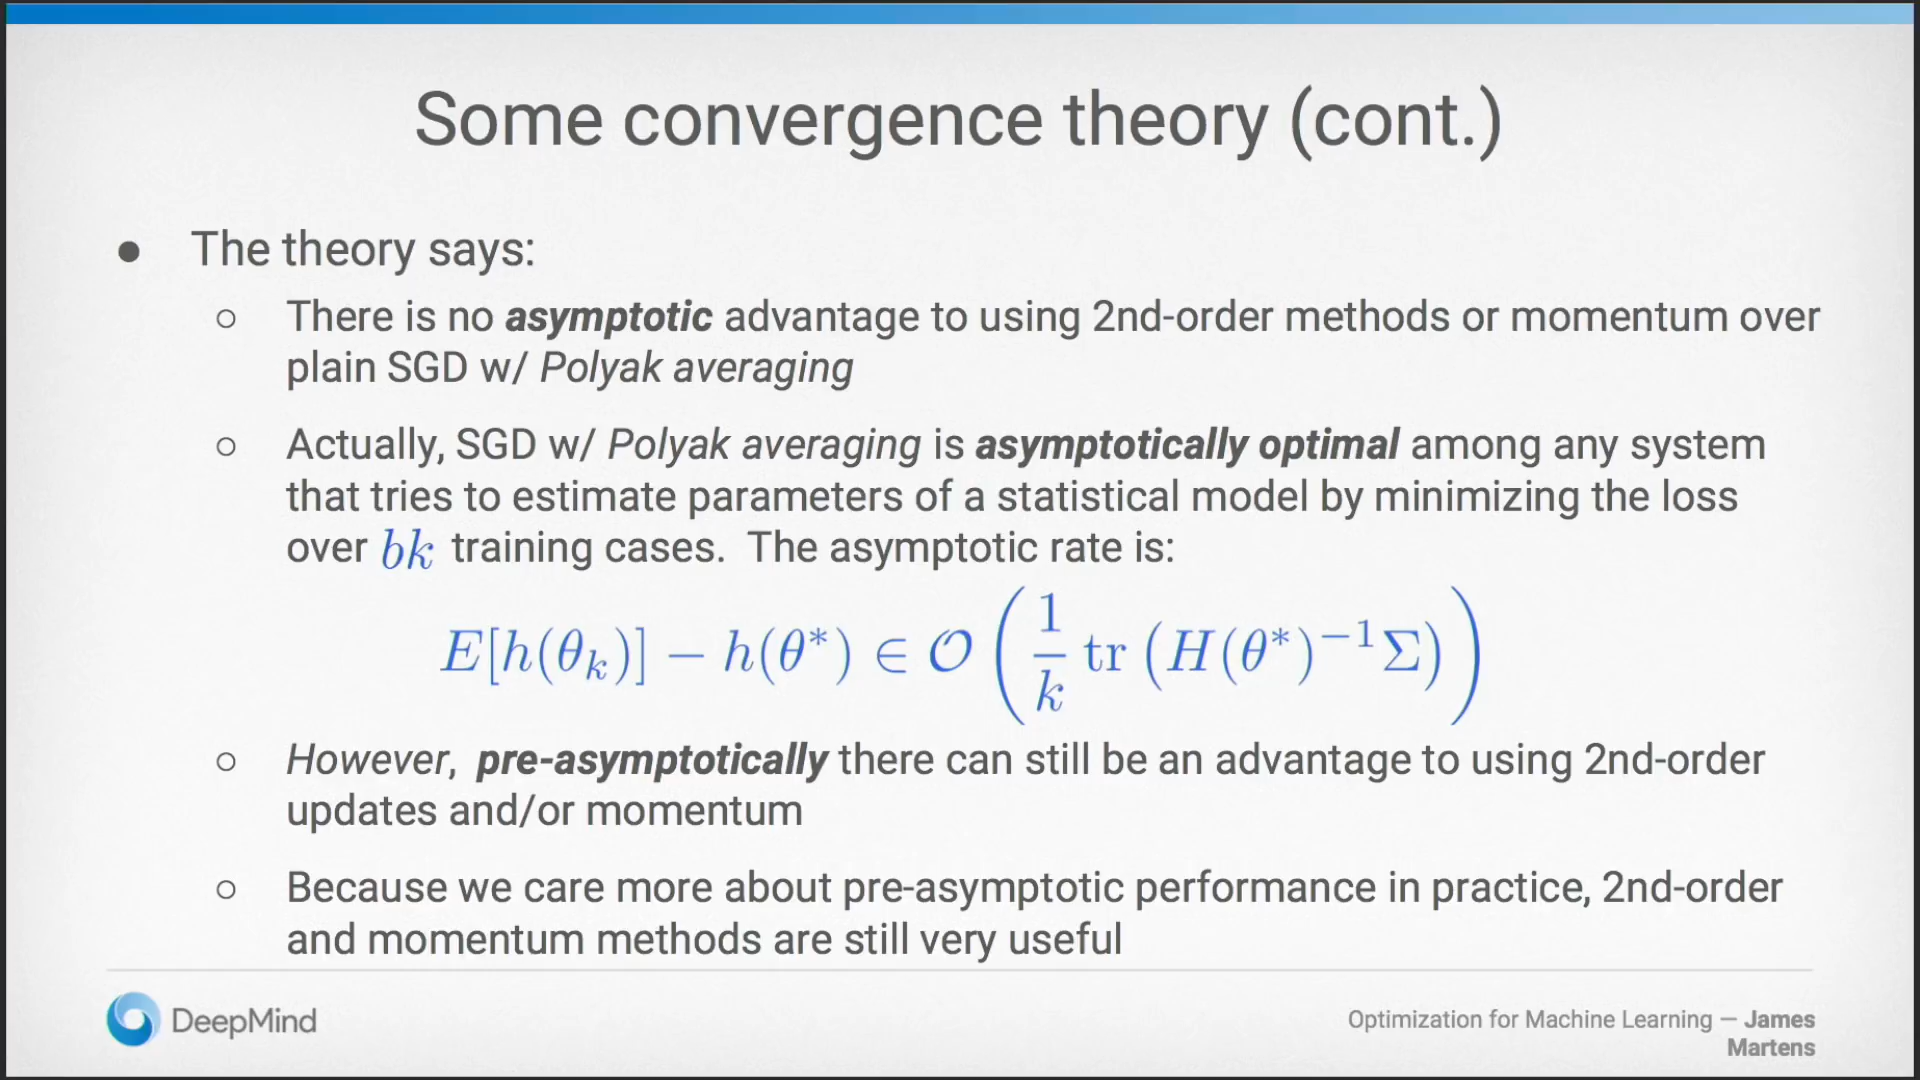 Some convergence theory (cont.)
● The theory says:
○ There is no asymptotic advantage to using 2nd-order methods or momentum over
plain SGD w/ Polyak averaging
○ Actually, SGD w/ Polyak averaging is asymptotically optimal among any system
that tries to estimate parameters of a statistical model by minimizing the loss
over bk training cases. The asymptotic rate is:
E[h(θ_k)] − h(θ*) ∈ 𝒪(1/k tr(H(θ*)⁻¹Σ))
○ However, pre-asymptotically there can still be an advantage to using 2nd-order
updates and/or momentum
○ Because we care more about pre-asymptotic performance in practice, 2nd-order
and momentum methods are still very useful
DeepMind
Optimization for Machine Learning — James
Martens